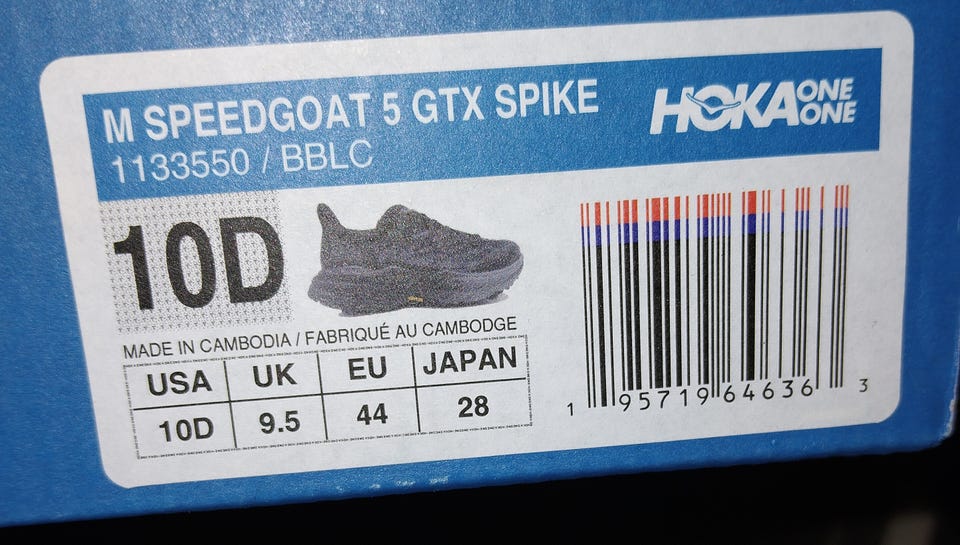 M SPEEDGOAT 5 GTX SPIKE
1133550 / BBLC
HOKA ONE ONE
10D
MADE IN CAMBODIA / FABRIQUÉ AU CAMBODGE
USA UK EU JAPAN
10D 9.5 44 28
1 95719 64636 3